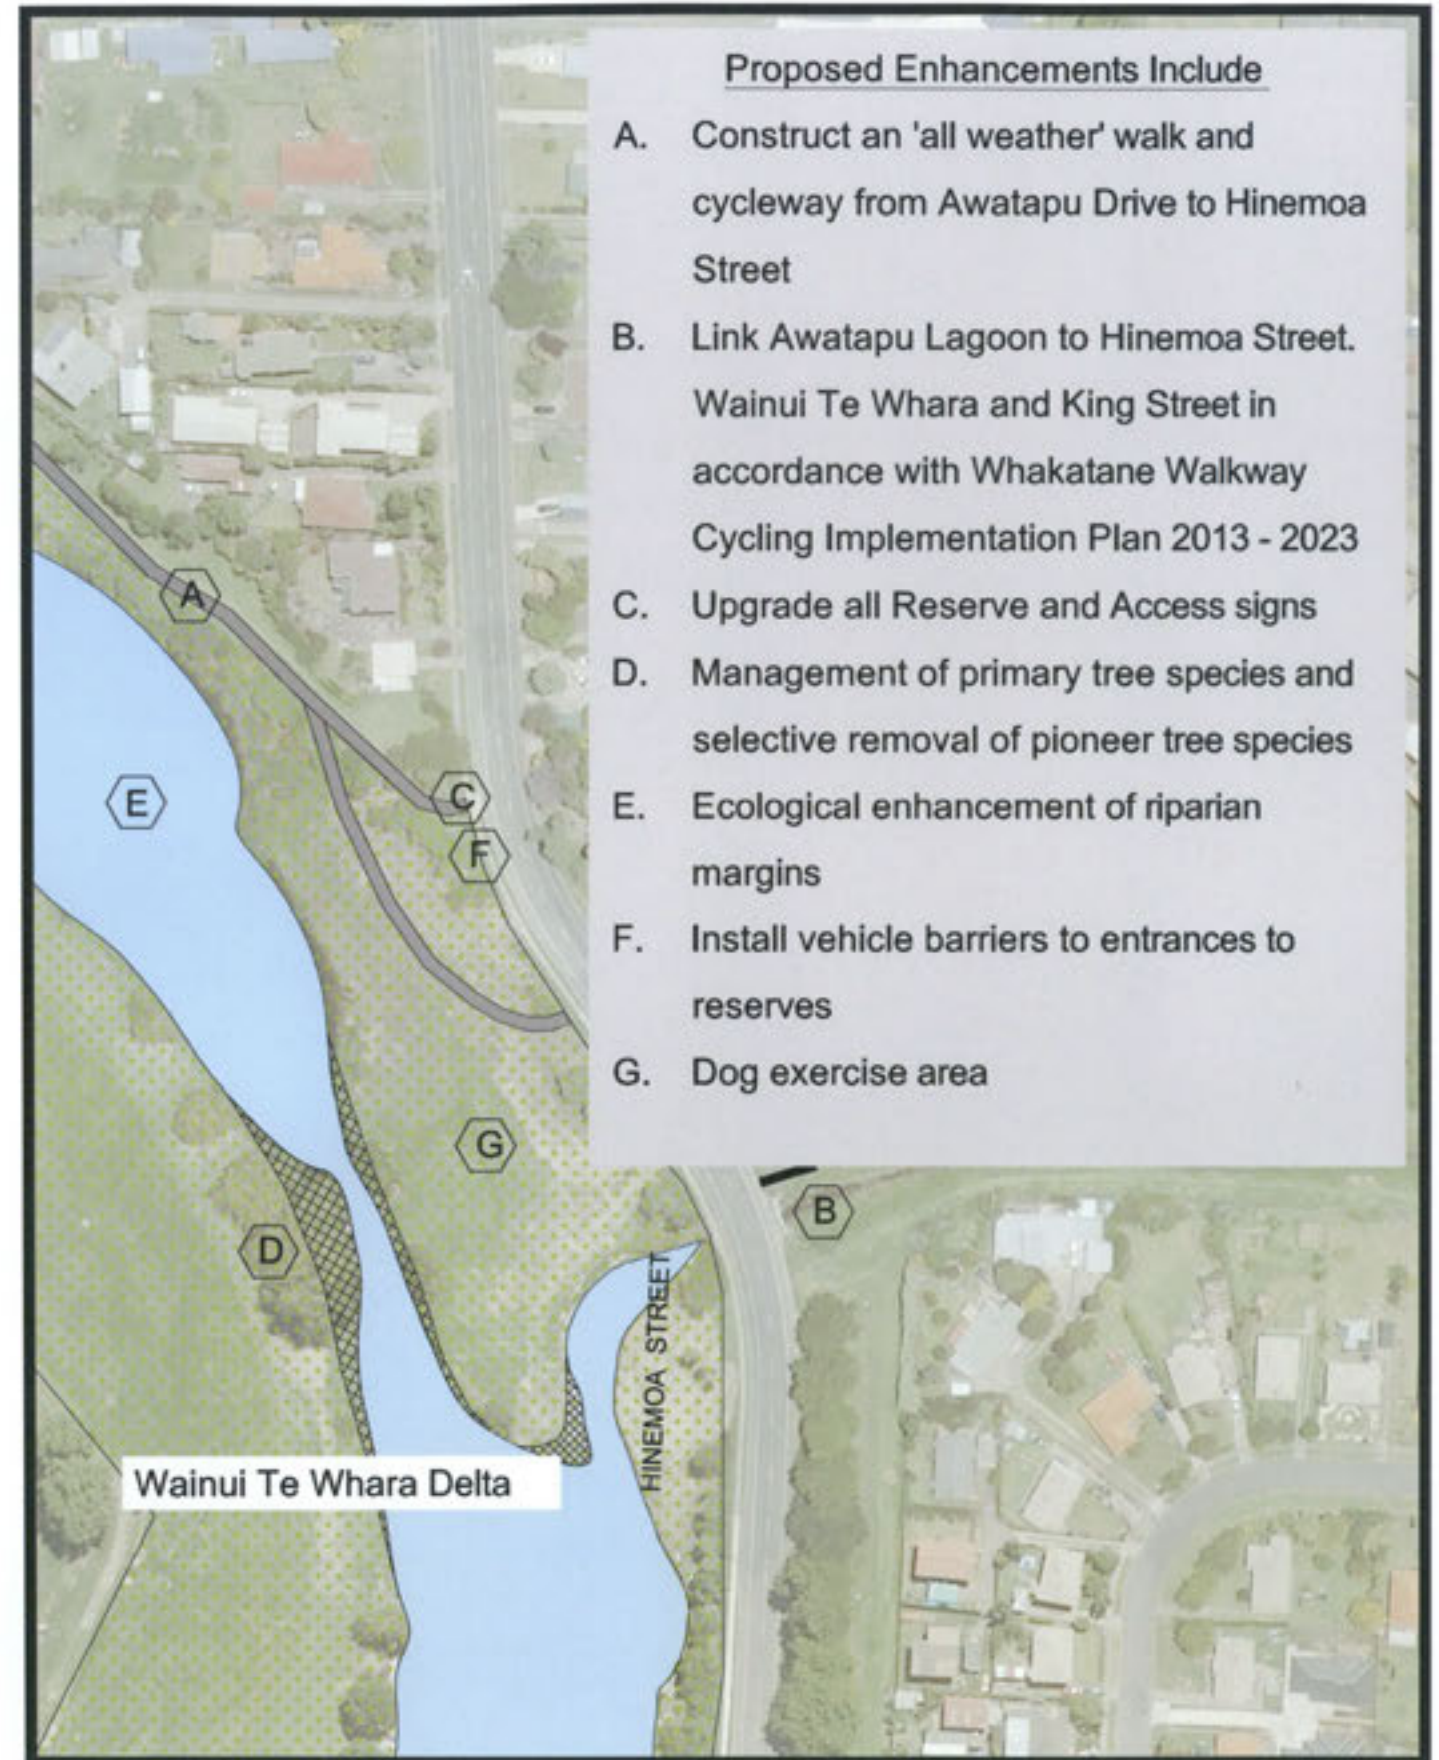 Proposed Enhancements Include
A. Construct an 'all weather' walk and
cycleway from Awatapu Drive to Hinemoa
Street
B. Link Awatapu Lagoon to Hinemoa Street.
Wainui Te Whara and King Street in
accordance with Whakatane Walkway
Cycling Implementation Plan 2013 - 2023
C. Upgrade all Reserve and Access signs
D. Management of primary tree species and
selective removal of pioneer tree species
E. Ecological enhancement of riparian
margins
F. Install vehicle barriers to entrances to
reserves
G. Dog exercise area
A
C
E
F
G
B
D
HINEMOA STREET
Wainui Te Whara Delta